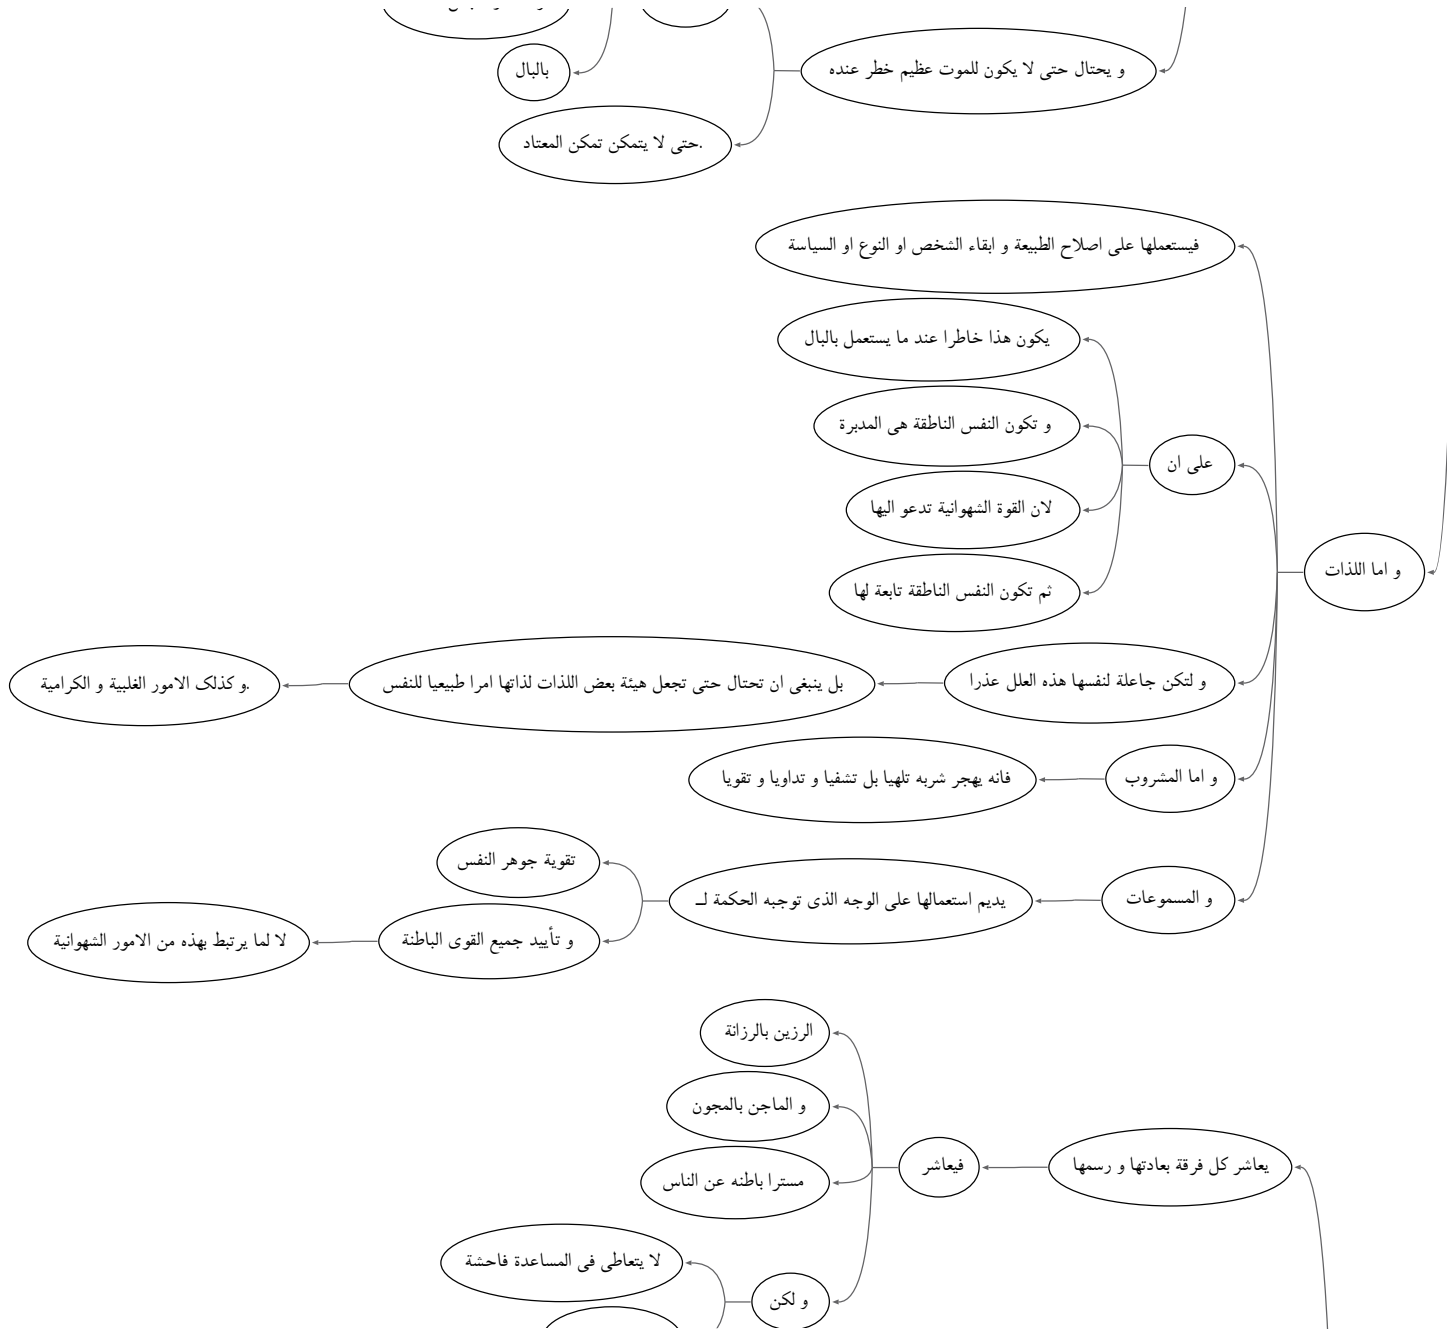 و يحتال حتى لا يكون للموت عظيم خطر عنده
بالبال
حتى لا يتمكن تمكن المعتاد.
و اما اللذات
فيستعملها على اصلاح الطبيعة و ابقاء الشخص او النوع او السياسة
على ان
يكون هذا خاطرا عند ما يستعمل بالبال
و تكون النفس الناطقة هى المدبرة
لان القوة الشهوانية تدعو اليها
ثم تكون النفس الناطقة تابعة لها
و لتكن جاعلة لنفسها هذه العلل عذرا
بل ينبغى ان تحتال حتى تجعل هيئة بعض اللذات لذاتها امرا طبيعيا للنفس
و كذلک الامور الغلبية و الكرامية.
و اما المشروب
فانه يهجر شربه تلهيا بل تشفيا و تداويا و تقويا
و المسموعات
يديم استعمالها على الوجه الذى توجبه الحكمة لــ
تقوية جوهر النفس
و تأييد جميع القوى الباطنة
لا لما يرتبط بهذه من الامور الشهوانية
يعاشر كل فرقة بعادتها و رسمها
فيعاشر
الرزين بالرزانة
و الماجن بالمجون
مسترا باطنه عن الناس
و لكن
لا يتعاطى فى المساعدة فاحشة